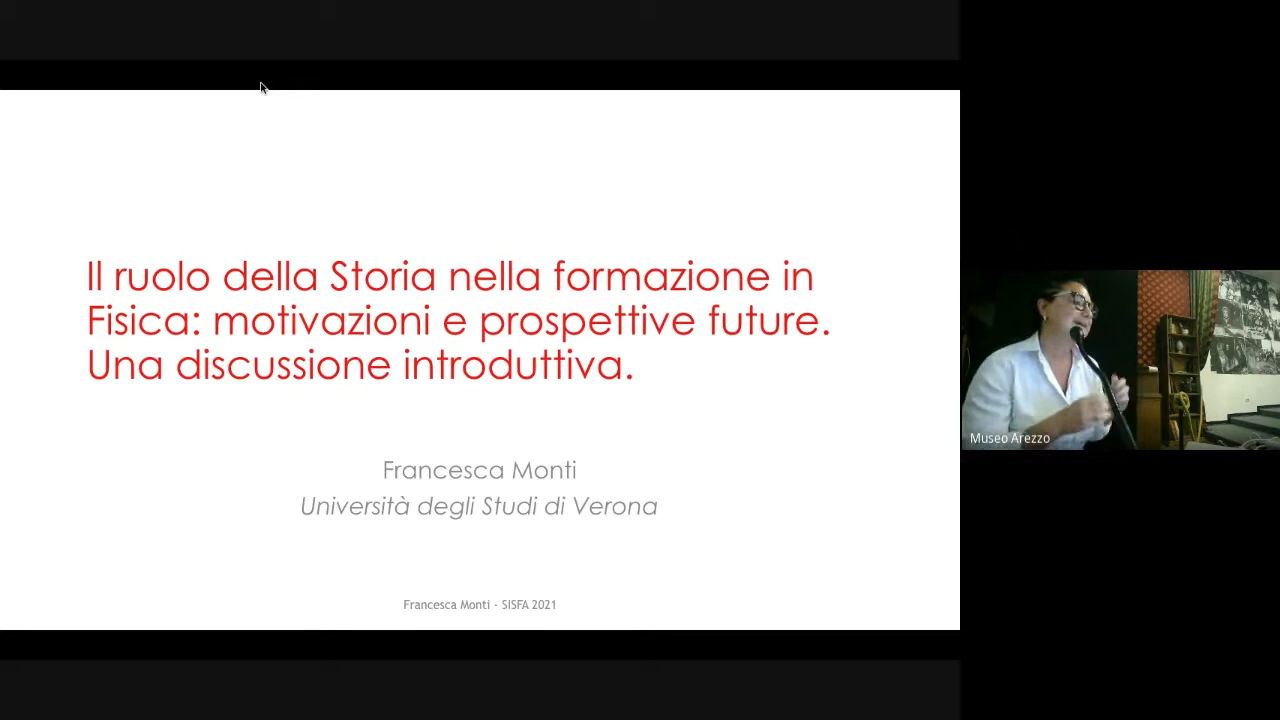 Il ruolo della Storia nella formazione in
Fisica: motivazioni e prospettive future.
Una discussione introduttiva.
Francesca Monti
Università degli Studi di Verona
Francesca Monti - SISFA 2021
Museo Arezzo